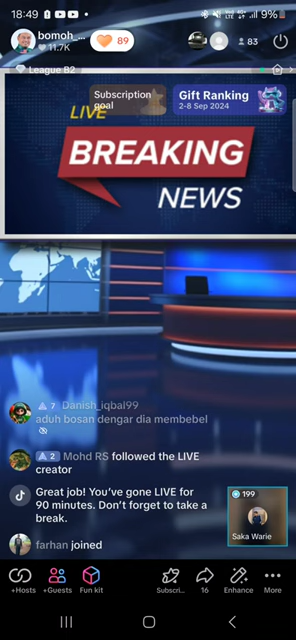 18:49
9%
bomoh_...
11.7K
89
83
League B2
Subscription
goal
Gift Ranking
2-8 Sep 2024
LIVE
BREAKING
NEWS
7 Danish_iqbal99
aduh bosan dengar dia membebel
2 Mohd RS followed the LIVE
creator
Great job! You've gone LIVE for
90 minutes. Don't forget to take a
break.
farhan joined
199
Saka Warie
+Hosts
+Guests
Fun kit
Subscri...
16
Enhance
More